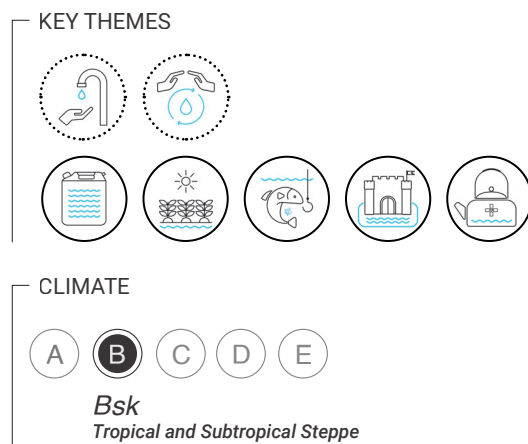 KEY THEMES
CLIMATE
A B C D E
Bsk
Tropical and Subtropical Steppe